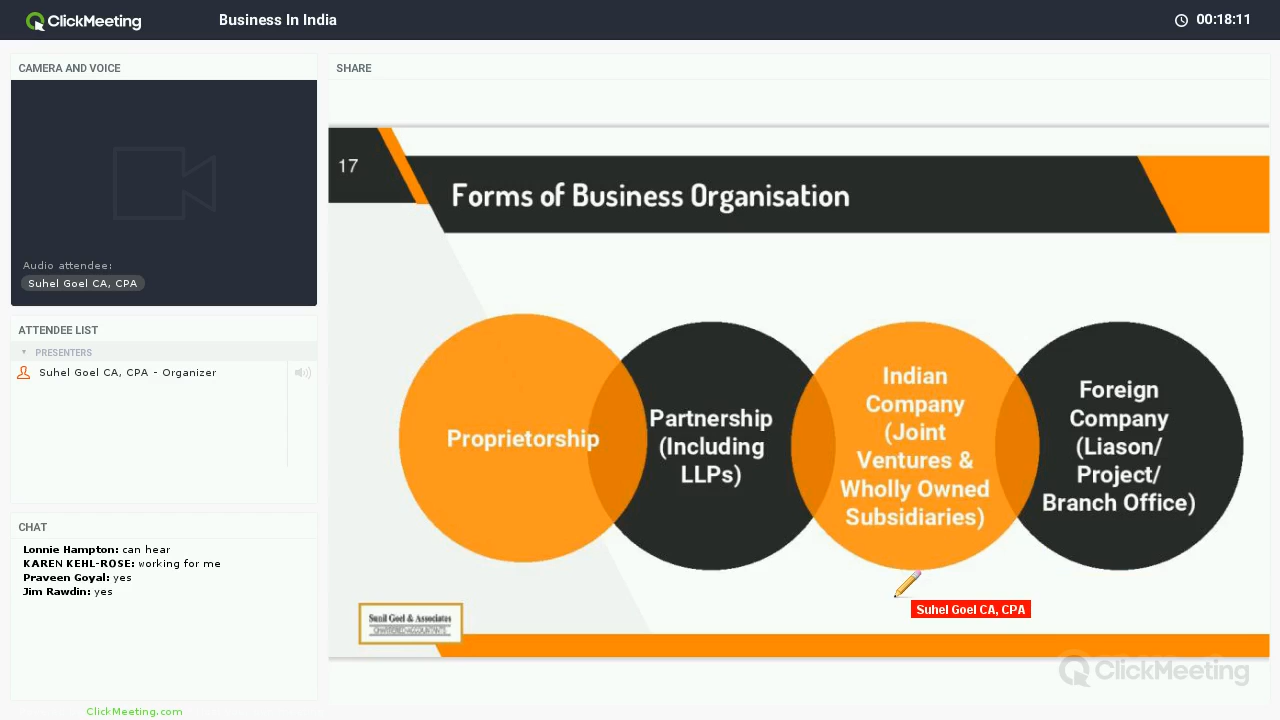 ClickMeeting
Business In India
00:18:11
CAMERA AND VOICE
Audio attendee:
Suhel Goel CA, CPA
ATTENDEE LIST
PRESENTERS
Suhel Goel CA, CPA - Organizer
CHAT
Lonnie Hampton: can hear
KAREN KEHL-ROSE: working for me
Praveen Goyal: yes
Jim Rawdin: yes
ClickMeeting.com
SHARE
17
Forms of Business Organisation
Proprietorship
Partnership
(Including
LLPs)
Indian
Company
(Joint
Ventures &
Wholly Owned
Subsidiaries)
Foreign
Company
(Liason/
Project/
Branch Office)
Suhel Goel CA, CPA
Sunil Goel & Associates
CHARTERED ACCOUNTANTS
ClickMeeting